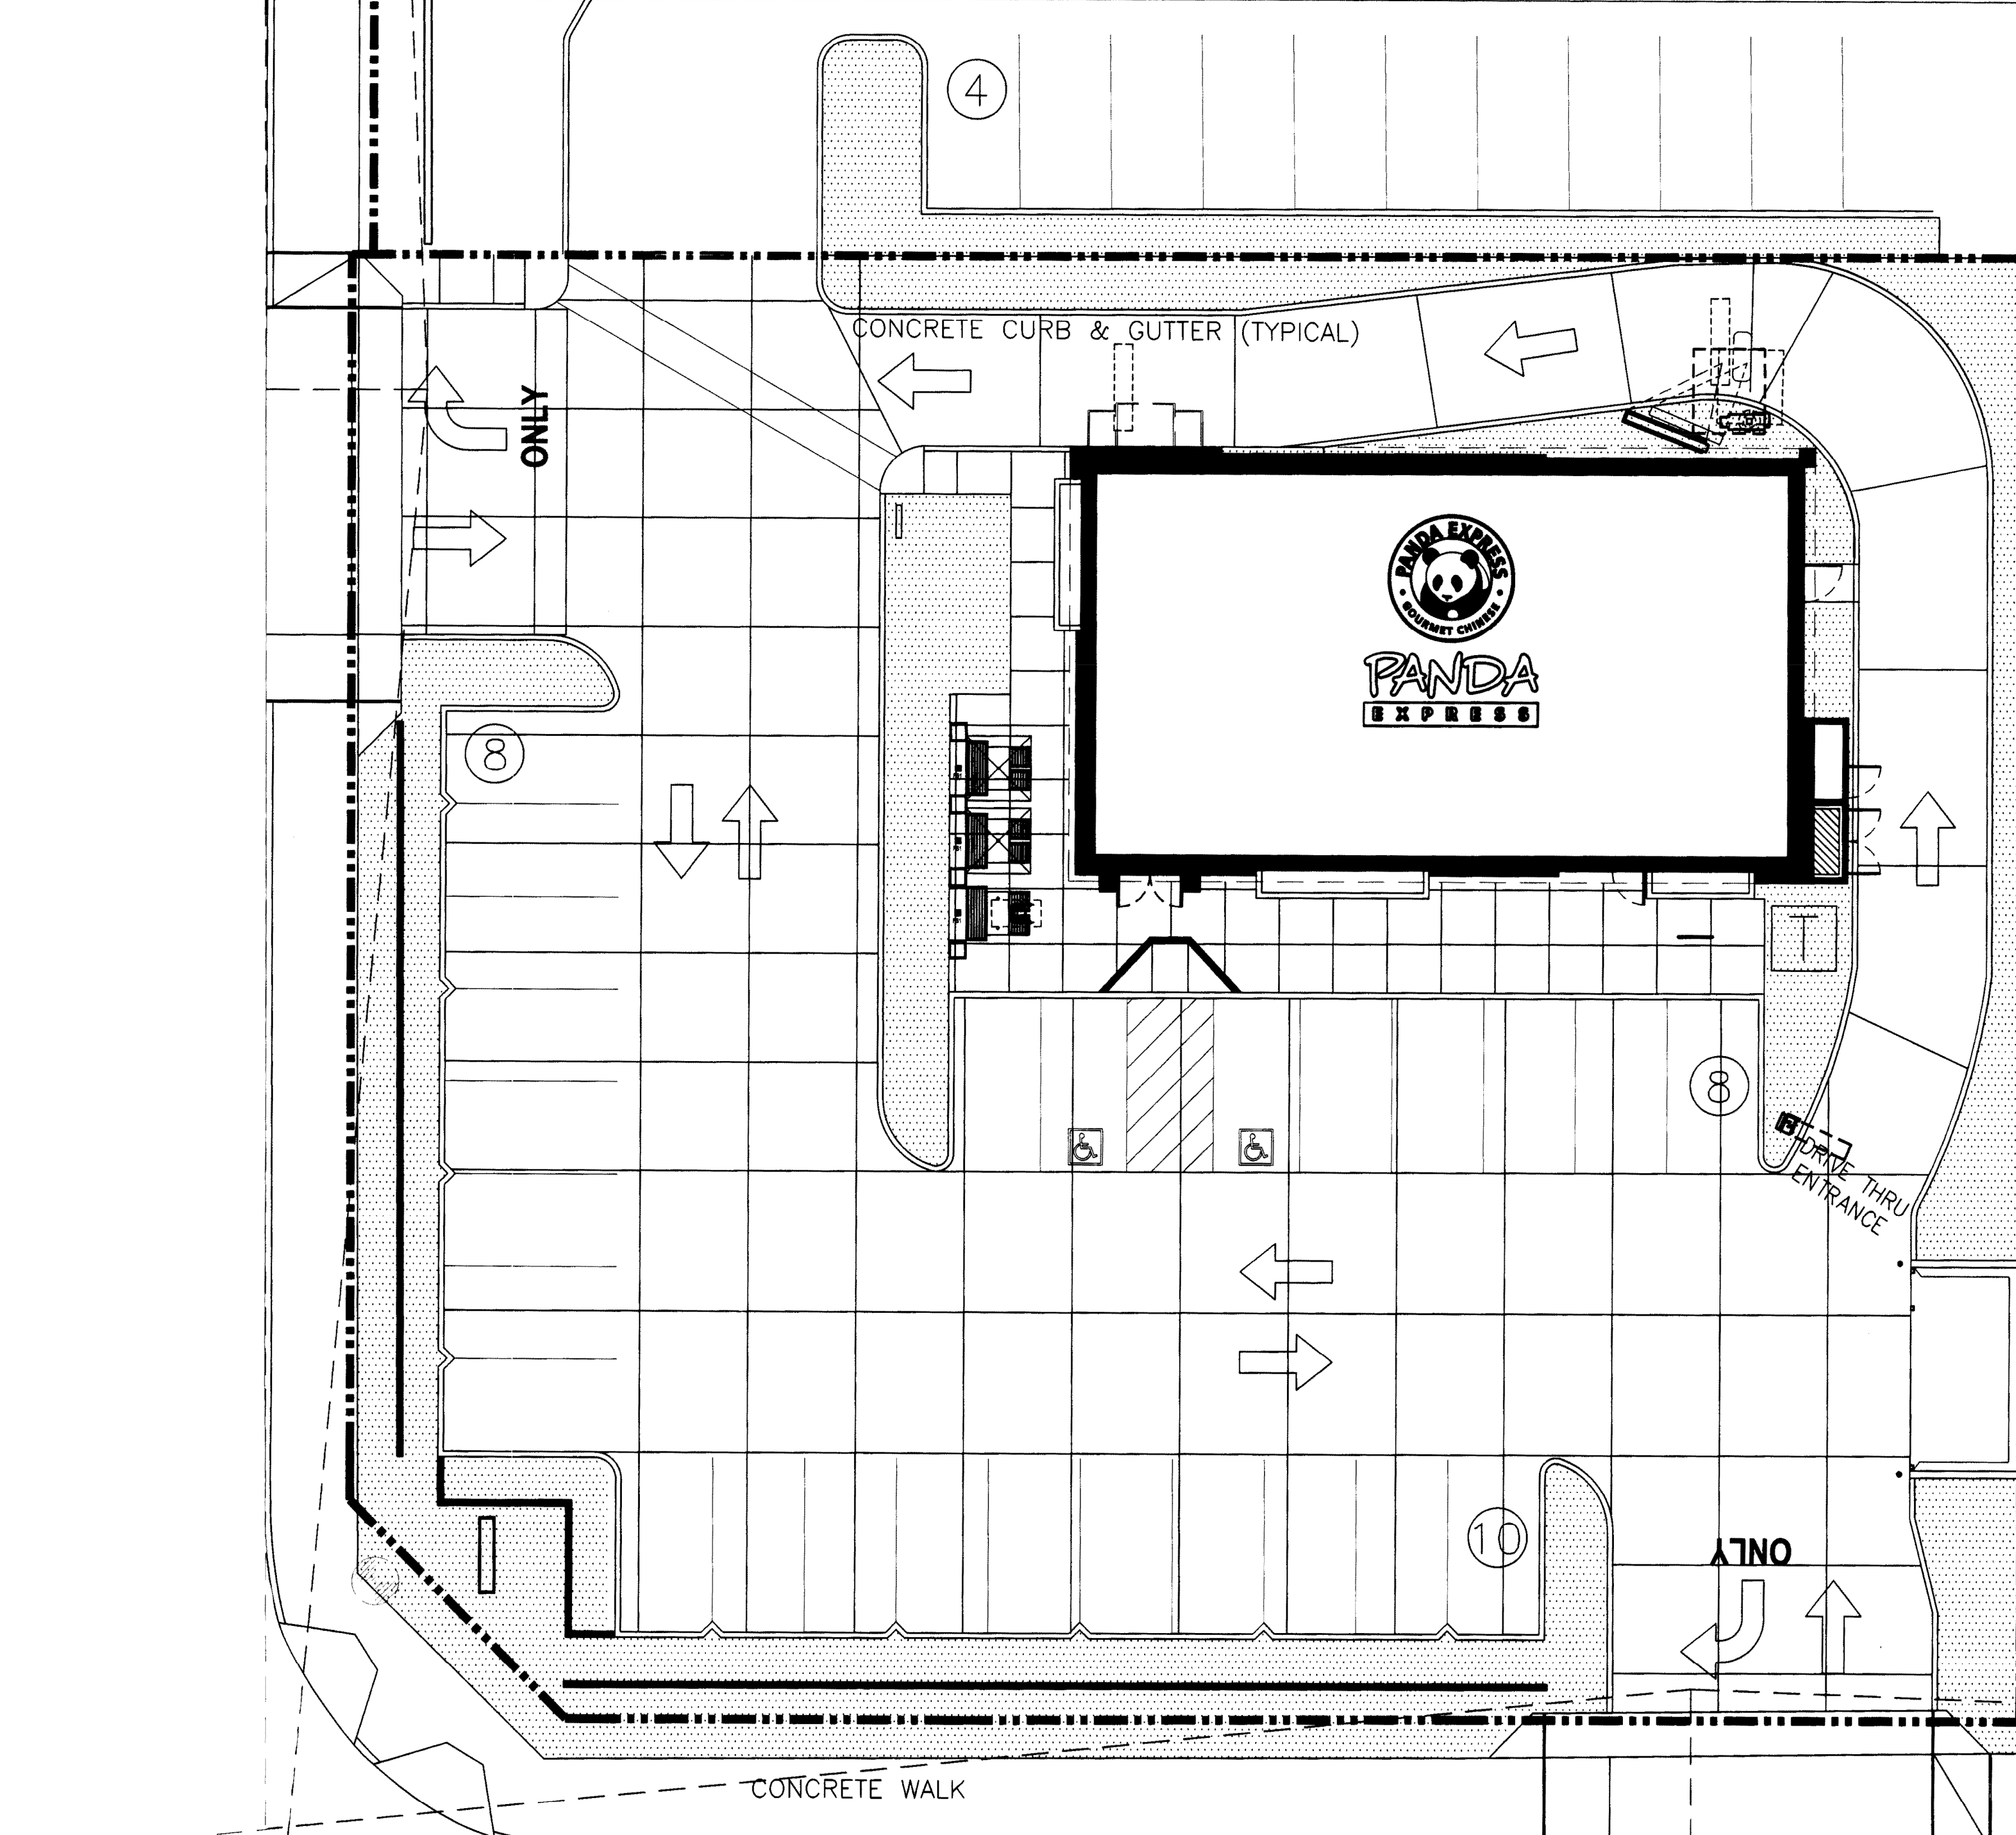 4
CONCRETE CURB & GUTTER (TYPICAL)
ONLY
PANDA EXPRESS
GOURMET CHINESE
PANDA
EXPRESS
8
T
8
DRIVE THRU
ENTRANCE
10
ONLY
CONCRETE WALK